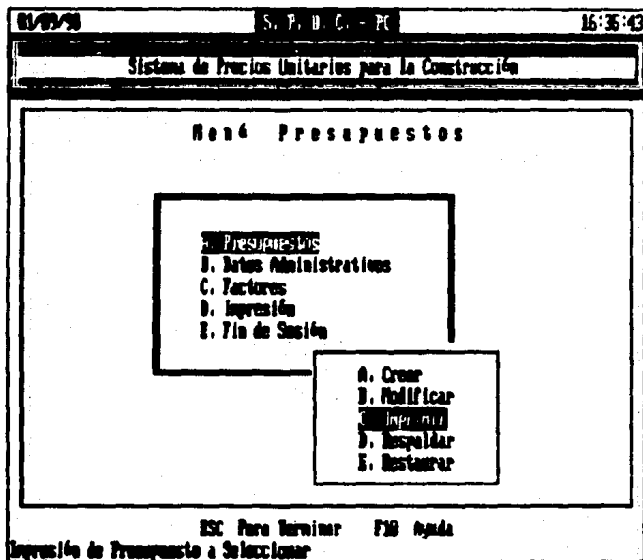 S. P. U. C. - PC 16:36:43
Sistema de Precios Unitarios para la Construcción
Menú Presupuestos
A. Presupuestos
B. Datos Administrativos
C. Factores
D. Impresión
E. Fin de Sesión
A. Crear
B. Modificar
C. Imprimir
D. Respaldar
E. Restaurar
ESC Para Terminar F10 Ayuda
Impresión de Presupuesto a Seleccionar